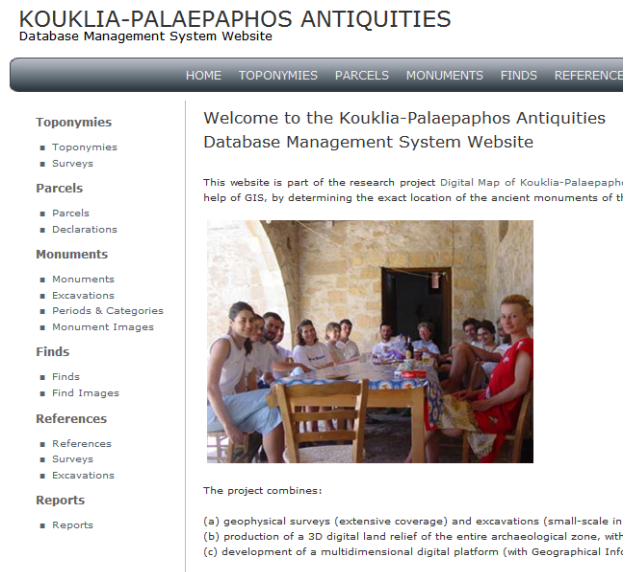 KOUKLIA-PALAEPAPHOS ANTIQUITIES
Database Management System Website
HOME TOPONYMIES PARCELS MONUMENTS FINDS REFERENCE
Toponymies
Toponymies
Surveys
Parcels
Parcels
Declarations
Monuments
Monuments
Excavations
Periods & Categories
Monument Images
Finds
Finds
Find Images
References
References
Surveys
Excavations
Reports
Reports
Welcome to the Kouklia-Palaepaphos Antiquities
Database Management System Website
This website is part of the research project Digital Map of Kouklia-Palaepapho
help of GIS, by determining the exact location of the ancient monuments of t
The project combines:
(a) geophysical surveys (extensive coverage) and excavations (small-scale in
(b) production of a 3D digital land relief of the entire archaeological zone, with
(c) development of a multidimensional digital platform (with Geographical Info